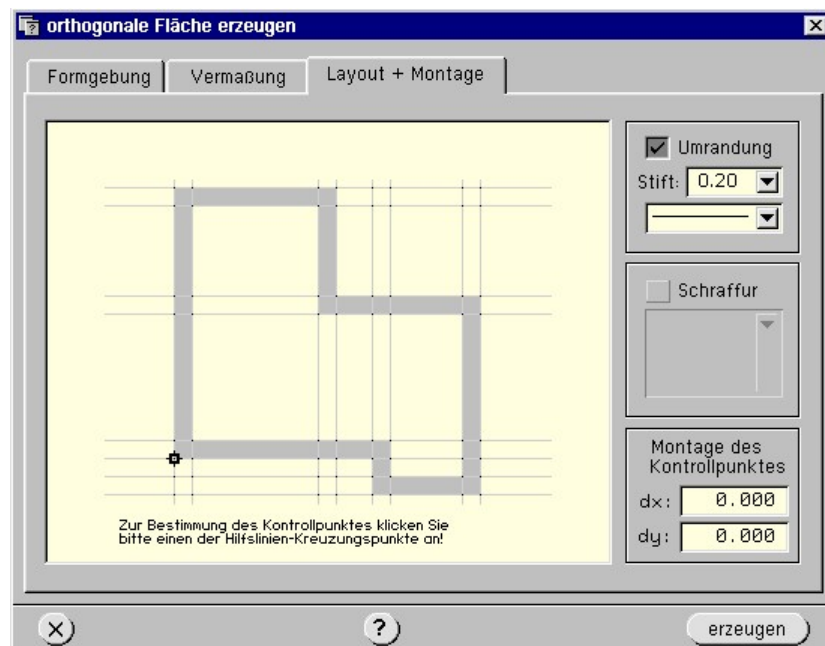 orthogonale Fläche erzeugen
Formgebung
Vermaßung
Layout + Montage
Umrandung
Stift: 0.20
Schraffur
Montage des
Kontrollpunktes
dx: 0.000
dy: 0.000
Zur Bestimmung des Kontrollpunktes klicken Sie
bitte einen der Hilfslinien-Kreuzungspunkte an!
?
erzeugen